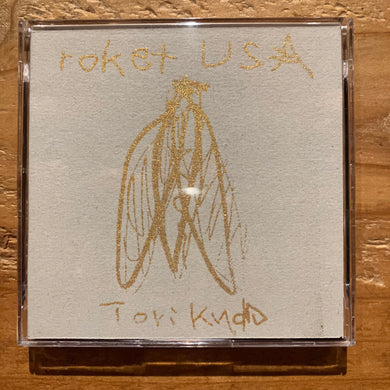 roket USA
Tori Kudo